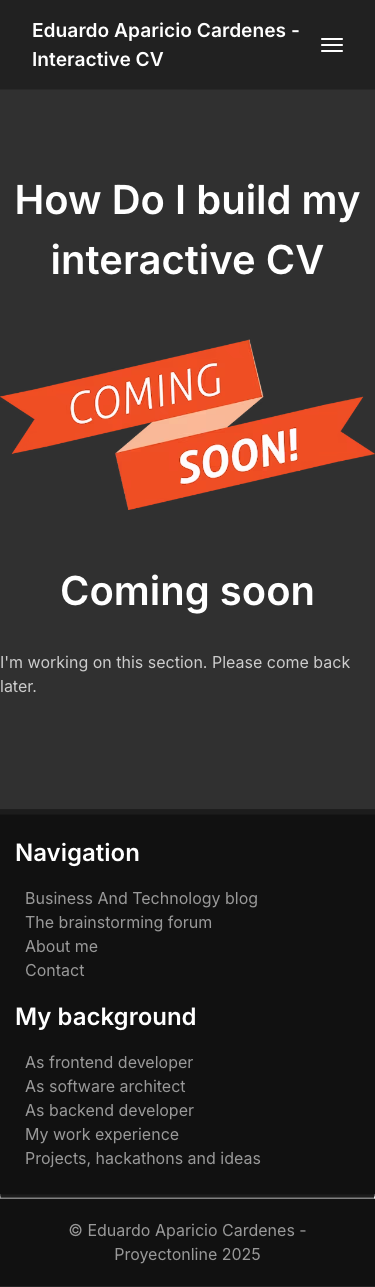 Eduardo Aparicio Cardenes -
Interactive CV
How Do I build my
interactive CV
COMING
SOON!
Coming soon
I'm working on this section. Please come back
later.
Navigation
Business And Technology blog
The brainstorming forum
About me
Contact
My background
As frontend developer
As software architect
As backend developer
My work experience
Projects, hackathons and ideas
© Eduardo Aparicio Cardenes -
Proyectonline 2025